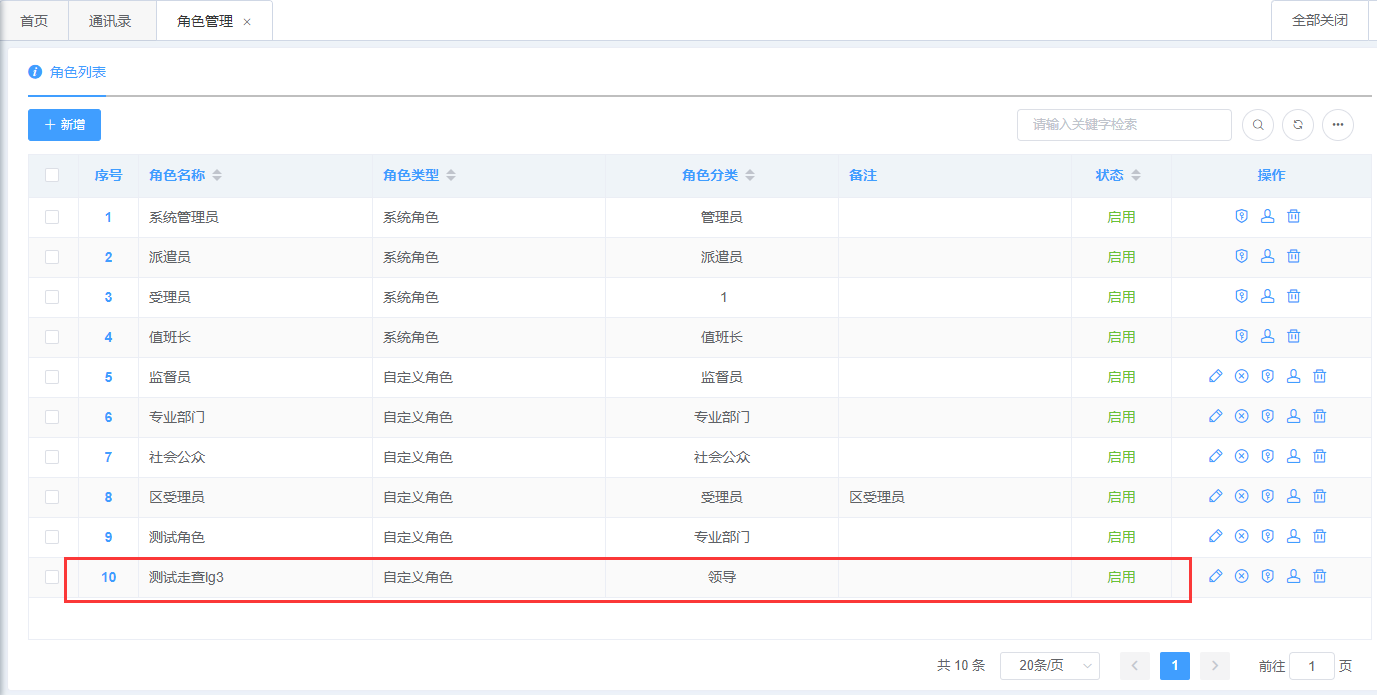 首页 通讯录 角色管理 × 全部关闭
角色列表
+ 新增 请输入关键字检索
序号 角色名称 角色类型 角色分类 备注 状态 操作
1 系统管理员 系统角色 管理员 启用
2 派遣员 系统角色 派遣员 启用
3 受理员 系统角色 1 启用
4 值班长 系统角色 值班长 启用
5 监督员 自定义角色 监督员 启用
6 专业部门 自定义角色 专业部门 启用
7 社会公众 自定义角色 社会公众 启用
8 区受理员 自定义角色 受理员 区受理员 启用
9 测试角色 自定义角色 专业部门 启用
10 测试走查lg3 自定义角色 领导 启用
共 10 条 20条/页 1 前往 1 页